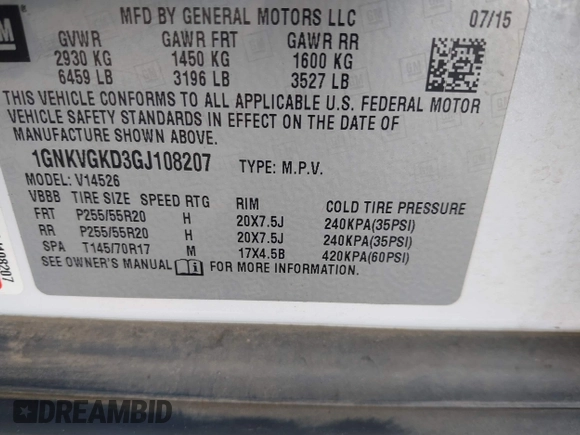 GM
MFD BY GENERAL MOTORS LLC 07/15
GVWR GAWR FRT GAWR RR
2930 KG 1450 KG 1600 KG
6459 LB 3196 LB 3527 LB
THIS VEHICLE CONFORMS TO ALL APPLICABLE U.S. FEDERAL MOTOR
VEHICLE SAFETY STANDARDS IN EFFECT ON THE DATE OF
MANUFACTURE SHOWN ABOVE.
1GNKVGKD3GJ108207 TYPE: M.P.V.
MODEL: V14526
VBBB TIRE SIZE SPEED RTG RIM COLD TIRE PRESSURE
FRT P255/55R20 H 20X7.5J 240KPA(35PSI)
RR P255/55R20 H 20X7.5J 240KPA(35PSI)
SPA T145/70R17 M 17X4.5B 420KPA(60PSI)
SEE OWNER'S MANUAL FOR MORE INFORMATION.
DREAMBID